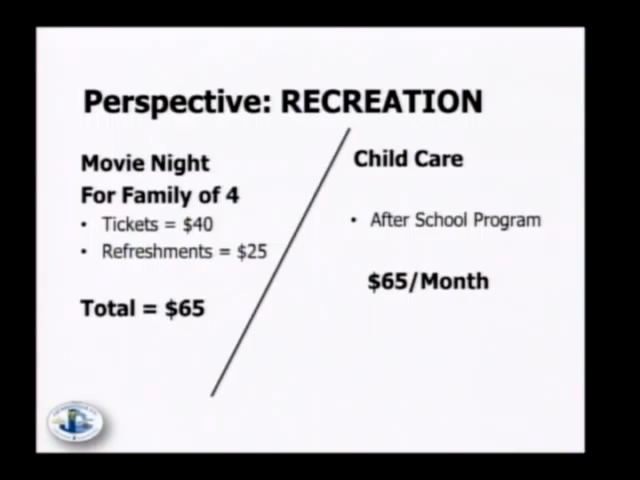 Perspective: RECREATION
Movie Night
For Family of 4
• Tickets = $40
• Refreshments = $25
Total = $65
Child Care
• After School Program
$65/Month